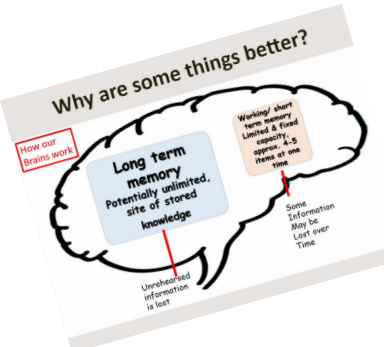 Why are some things better?
How our
Brains work
Long term
memory
Potentially unlimited,
site of stored
knowledge
Working/ short
term memory
Limited & fixed
capacity,
approx. 4-5
items at one
time
Some
Information
May be
Lost over
Time
Unrehearsed
information
is lost